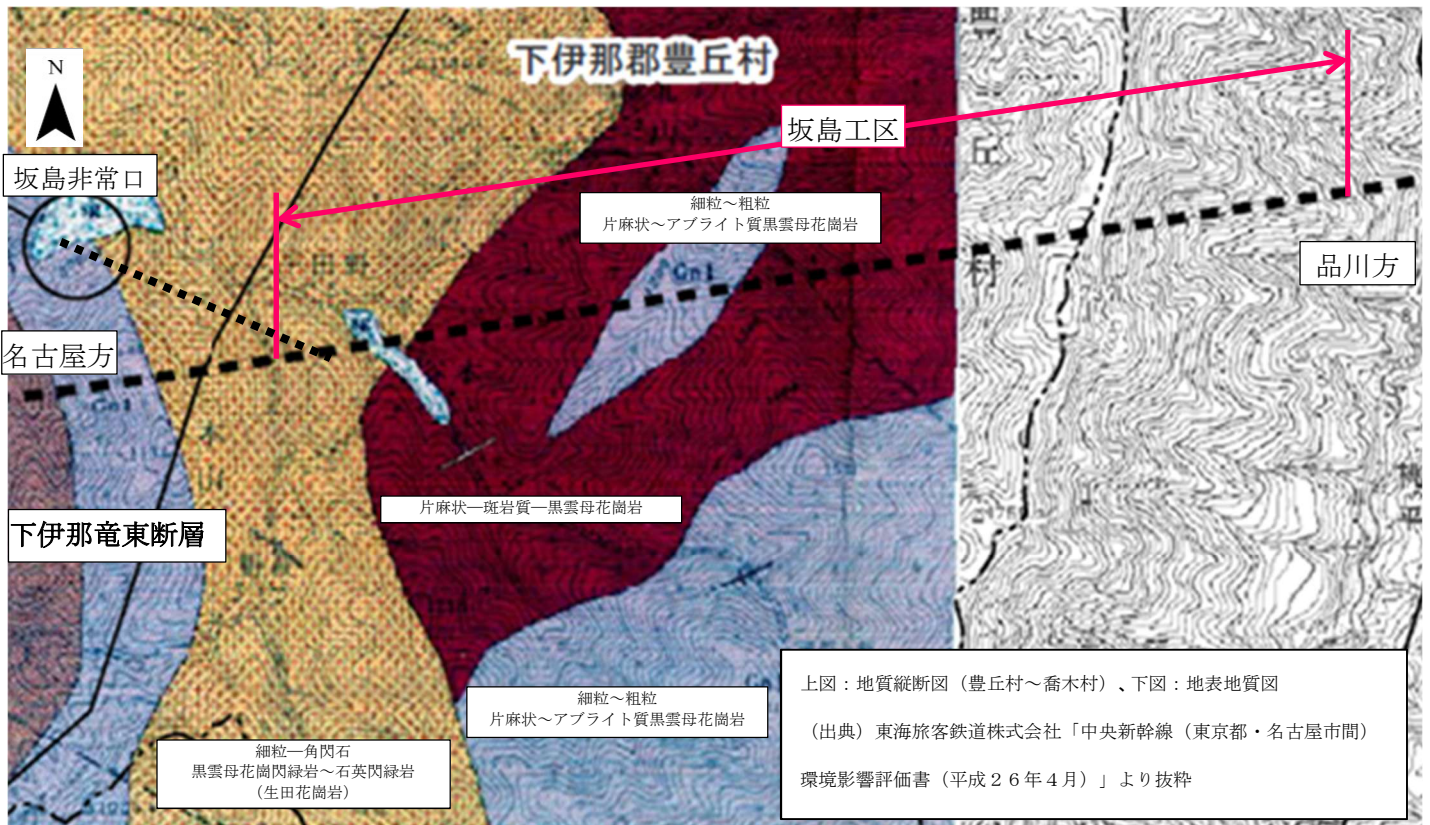 下伊那郡豊丘村
N
坂島工区
坂島非常口
細粒～粗粒
片麻状～アブライト質黒雲母花崗岩
丘
村
Gn1
品川方
名古屋方
Gn1
片麻状―斑岩質―黒雲母花崗岩
下伊那竜東断層
細粒～粗粒
片麻状～アブライト質黒雲母花崗岩
細粒―角閃石
黒雲母花崗閃緑岩～石英閃緑岩
(生田花崗岩)
上図：地質縦断図（豊丘村～喬木村）、下図：地表地質図
（出典）東海旅客鉄道株式会社「中央新幹線（東京都・名古屋市間）
環境影響評価書（平成２６年４月）」より抜粋